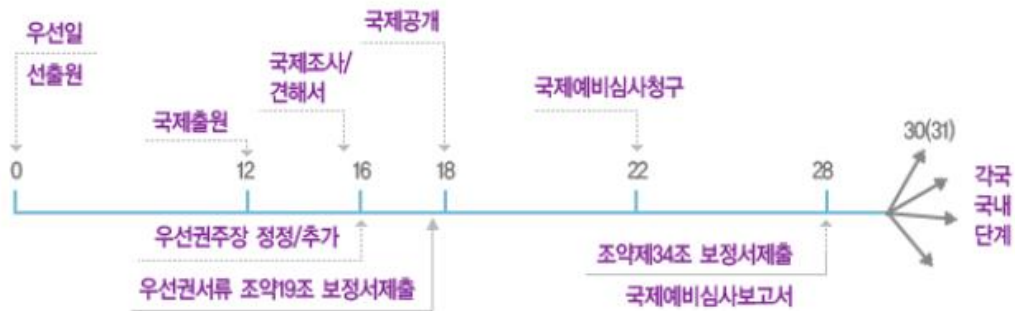 우선일
선출원
국제출원
국제조사/
견해서
국제공개
국제예비심사청구
0
12
16
18
22
28
30(31)
각국
국내
단계
우선권주장 정정/추가
우선권서류 조약19조 보정서제출
조약제34조 보정서제출
국제예비심사보고서